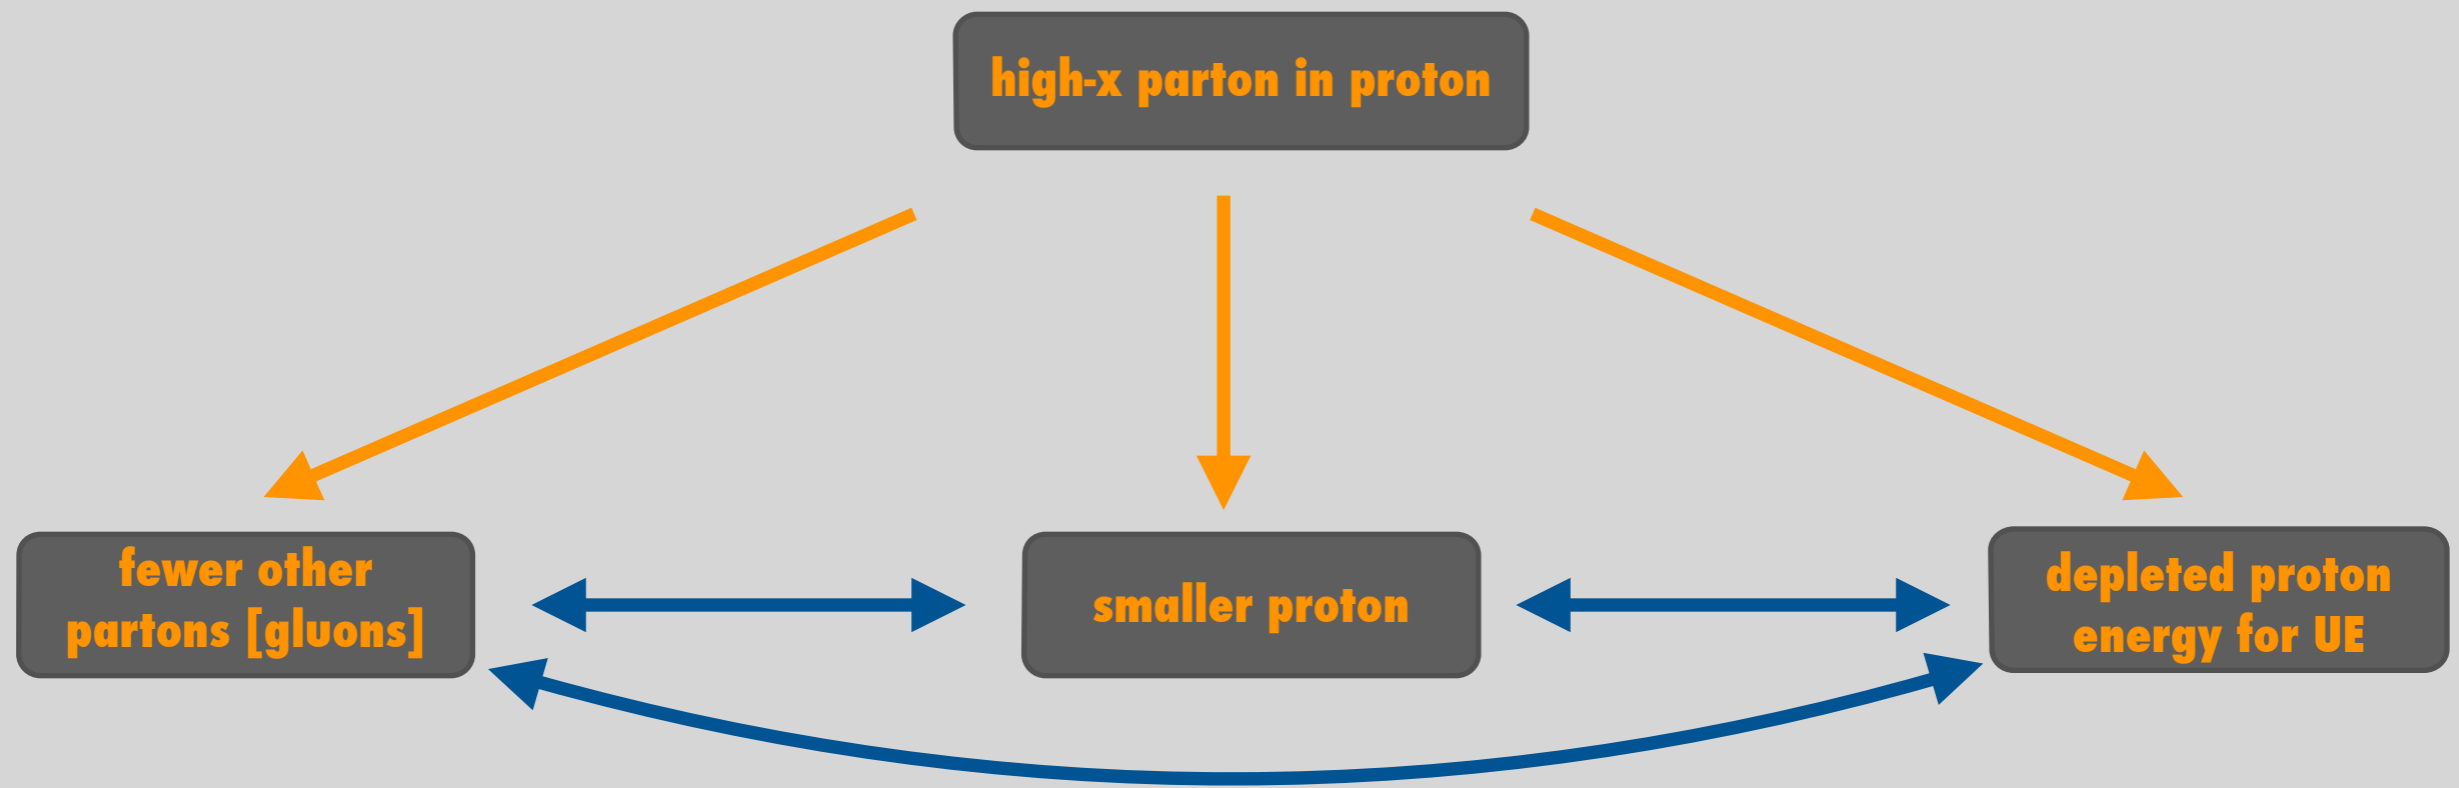 high-x parton in proton
fewer other
partons [gluons]
smaller proton
depleted proton
energy for UE